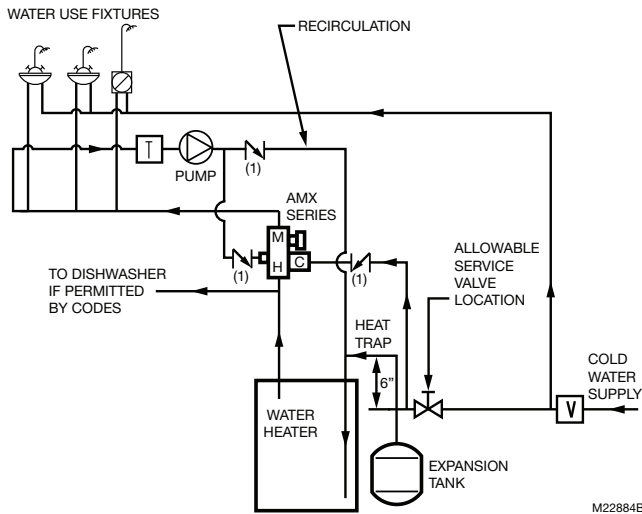 WATER USE FIXTURES
RECIRCULATION
T
PUMP
(1)
AMX
SERIES
M
H
C
(1)
(1)
TO DISHWASHER
IF PERMITTED
BY CODES
ALLOWABLE
SERVICE
VALVE
LOCATION
HEAT
TRAP
6"
COLD
WATER
SUPPLY
V
WATER
HEATER
EXPANSION
TANK
M22884B